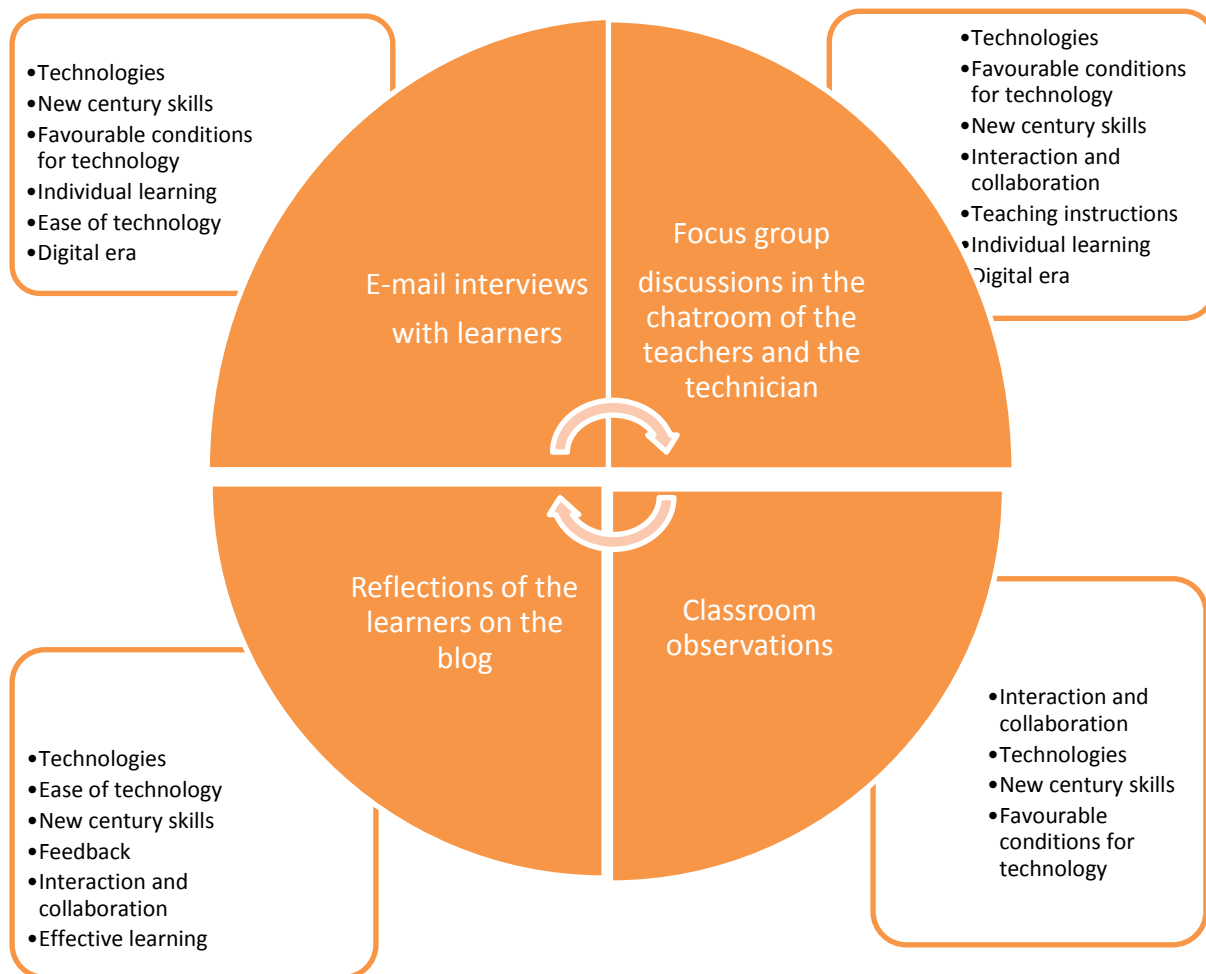 •Technologies
•New century skills
•Favourable conditions
for technology
•Individual learning
•Ease of technology
•Digital era
•Technologies
•Favourable conditions
for technology
•New century skills
•Interaction and
collaboration
•Teaching instructions
•Individual learning
•Digital era
E-mail interviews
with learners
Focus group
discussions in the
chatroom of the
teachers and the
technician
Reflections of the
learners on the
blog
Classroom
observations
•Technologies
•Ease of technology
•New century skills
•Feedback
•Interaction and
collaboration
•Effective learning
•Interaction and
collaboration
•Technologies
•New century skills
•Favourable
conditions for
technology